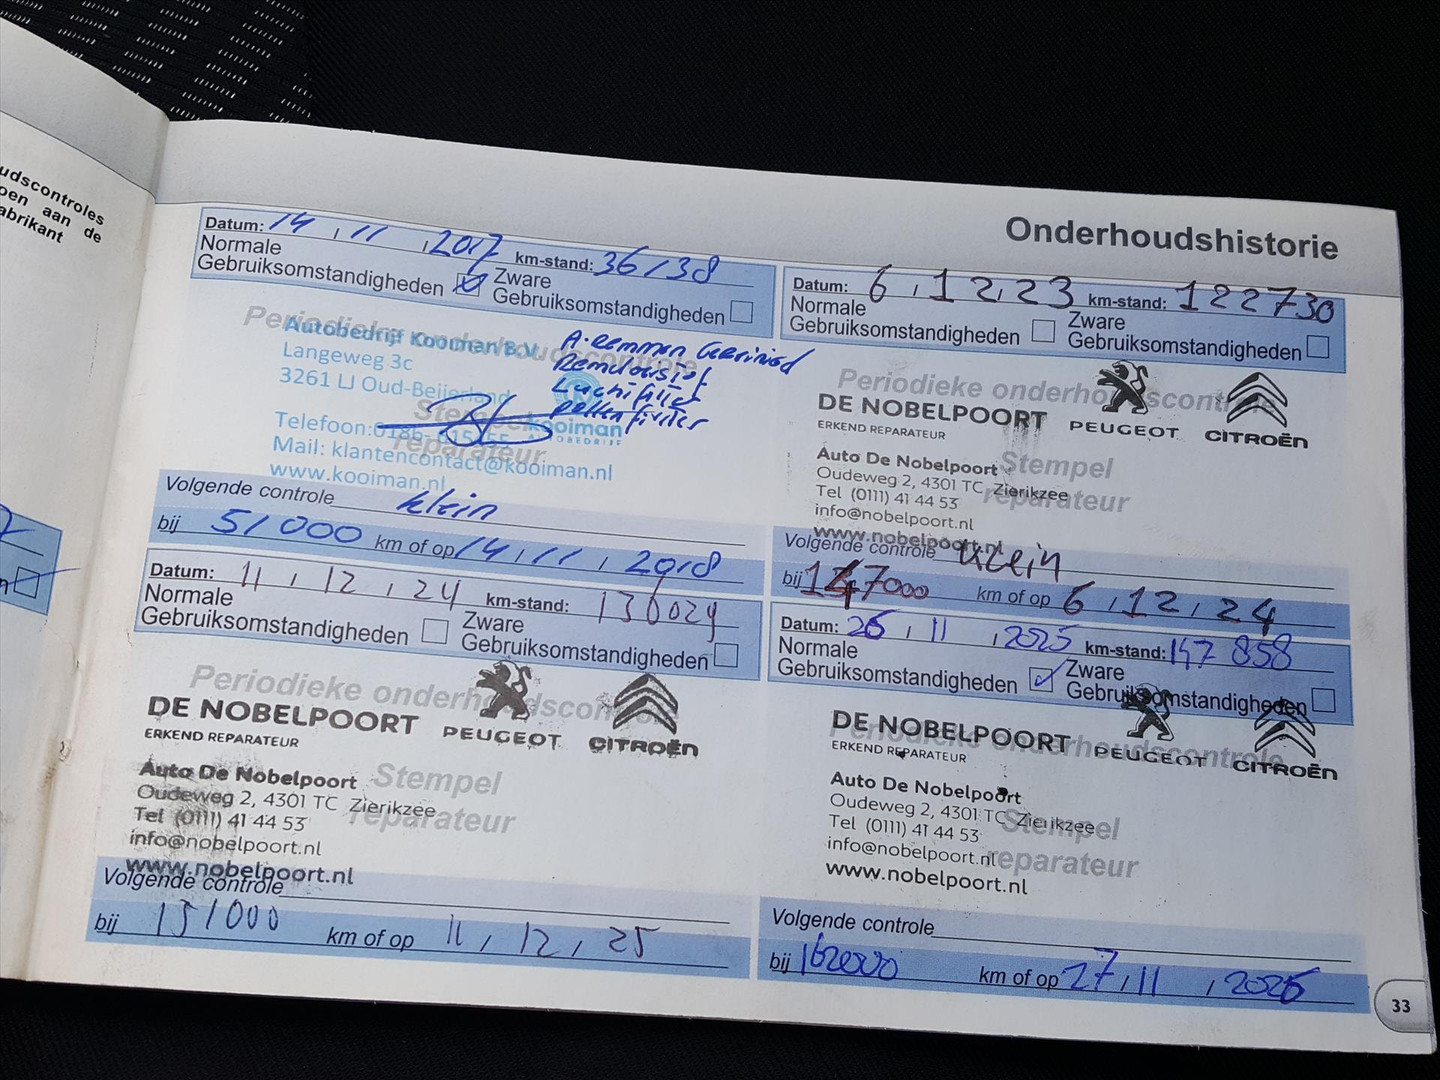 udscontroles
oen aan de
abrikant
Onderhoudshistorie
Datum: 14 , 11 , 2017 km-stand: 36138
Normale
Gebruiksomstandigheden
Zware
Gebruiksomstandigheden
Periodieke onderhoudscontrole
Autobedrijf Kooiman B.V.
Langeweg 3c
3261 LJ Oud-Beijerland
Telefoon:
Mail: klantencontact@kooiman.nl
www.kooiman.nl
A. remmen Gereinigd
Remvloeistof
Luchtfilter
pollenfilter
Stempel
reparateur
kooiman
AUTOBEDRIJF
Volgende controle klein
bij 51000 km of op 14 , 11 , 2018
Datum: 6 , 12 , 23 km-stand: 122730
Normale
Gebruiksomstandigheden
Zware
Gebruiksomstandigheden
Periodieke onderhoudscontrole
DE NOBELPOORT
ERKEND REPARATEUR
PEUGEOT
CITROËN
Auto De Nobelpoort
Oudeweg 2, 4301 TC Zierikzee
Tel (0111) 41 44 53
info@nobelpoort.nl
www.nobelpoort.nl
Stempel
reparateur
Volgende controle klein
bij 147000 km of op 6 , 12 , 24
Datum: 11 , 12 , 24 km-stand: 136024
Normale
Gebruiksomstandigheden
Zware
Gebruiksomstandigheden
Periodieke onderhoudscontrole
DE NOBELPOORT
ERKEND REPARATEUR
PEUGEOT
CITROËN
Auto De Nobelpoort
Oudeweg 2, 4301 TC Zierikzee
Tel (0111) 41 44 53
info@nobelpoort.nl
www.nobelpoort.nl
Stempel
reparateur
Volgende controle
bij 151000 km of op 11 , 12 , 25
Datum: 26 , 11 , 2025 km-stand: 147 858
Normale
Gebruiksomstandigheden
Zware
Gebruiksomstandigheden
Periodieke onderhoudscontrole
DE NOBELPOORT
ERKEND REPARATEUR
PEUGEOT
CITROËN
Auto De Nobelpoort
Oudeweg 2, 4301 TC Zierikzee
Tel (0111) 41 44 53
info@nobelpoort.nl
www.nobelpoort.nl
Stempel
reparateur
Volgende controle
bij 162000 km of op 27 , 11 , 2026
33